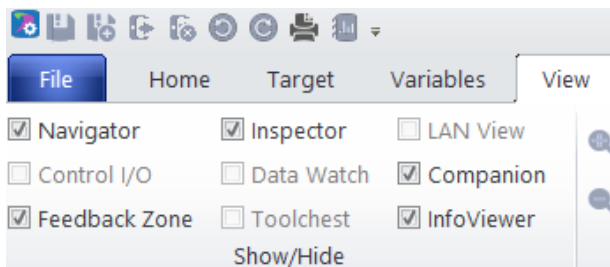 File Home Target Variables View
Navigator Inspector LAN View
Control I/O Data Watch Companion
Feedback Zone Toolchest InfoViewer
Show/Hide